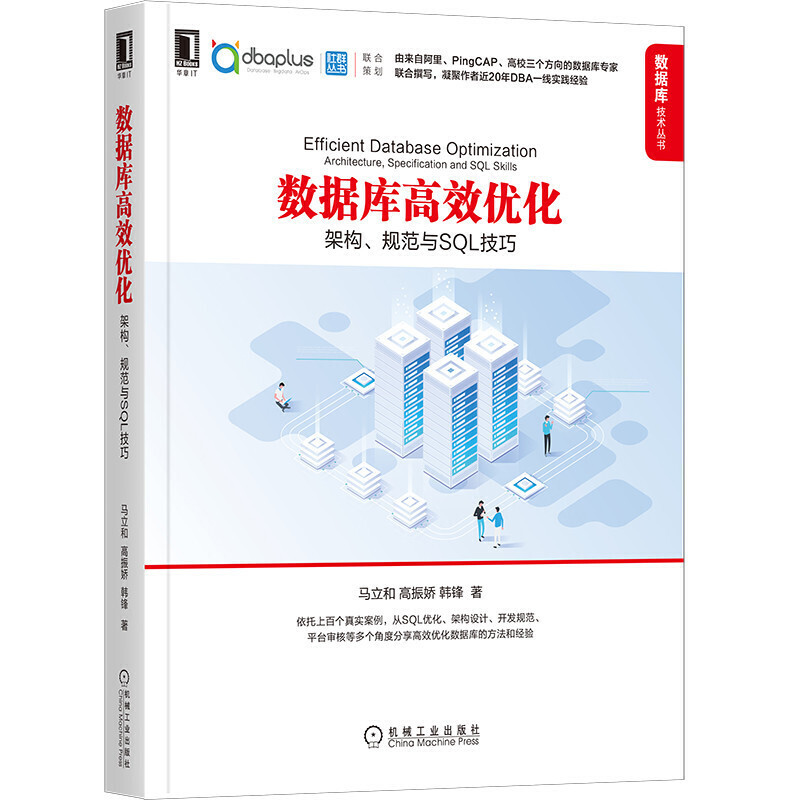 华章IT
数据库高效优化
架构、规范与SQL技巧
马立和 高振娇 韩锋 著
机械工业出版社
China Machine Press
HZ BOOKS
华章IT
dbaplus
社群
丛书
联合
策划
由来自阿里、PingCAP、高校三个方向的数据库专家
联合撰写，凝聚作者近20年DBA一线实践经验
数据库技术丛书
Efficient Database Optimization
Architecture, Specification and SQL Skills
数据库高效优化
架构、规范与SQL技巧
马立和 高振娇 韩锋 著
依托上百个真实案例，从SQL优化、架构设计、开发规范、
平台审核等多个角度分享高效优化数据库的方法和经验
机械工业出版社
China Machine Press